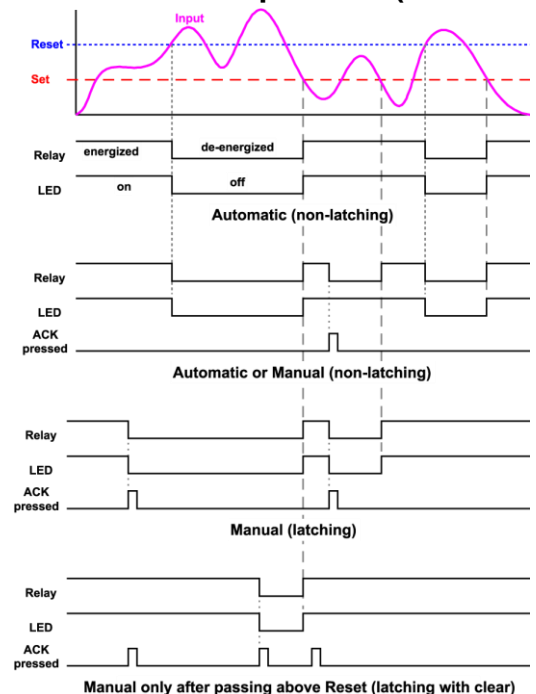 Input
Reset
Set
Relay energized de-energized
LED on off
Automatic (non-latching)
Relay
LED
ACK
pressed
Automatic or Manual (non-latching)
Relay
LED
ACK
pressed
Manual (latching)
Relay
LED
ACK
pressed
Manual only after passing above Reset (latching with clear)